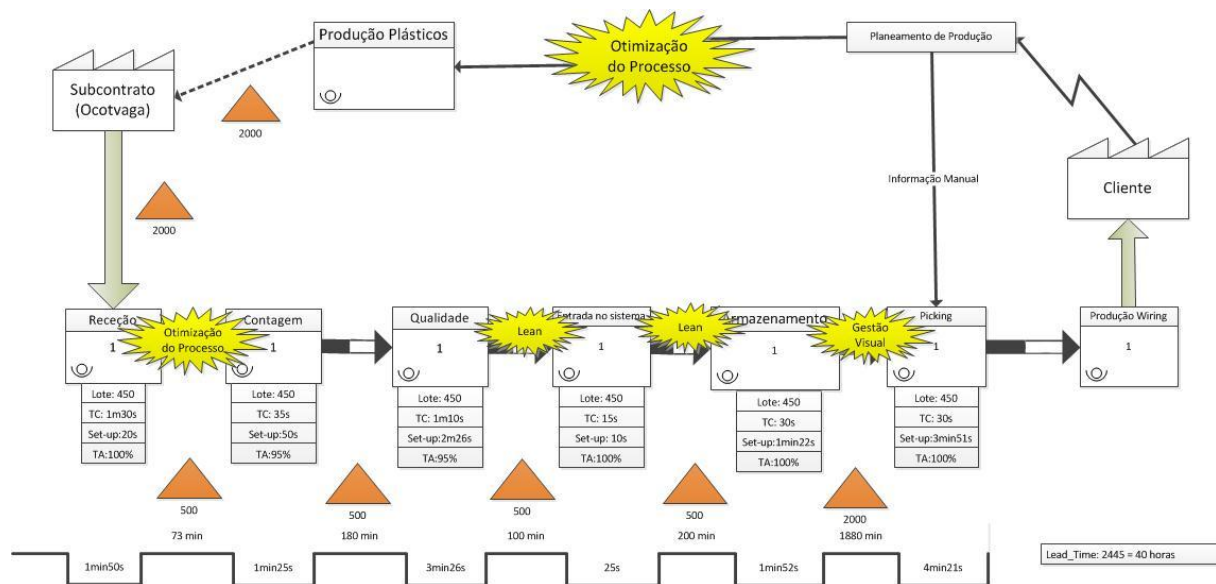 Produção Plásticos
Otimização
do Processo
Planeamento de Produção
Subcontrato
(Ocotvaga)
2000
2000
Informação Manual
Cliente
Receção
1
Otimização
do Processo
Contagem
1
Qualidade
1
Lean
Entrada no sistema
1
Lean
rmazenamento
1
Gestão
Visual
Picking
1
Produção Wiring
1
Lote: 450
TC: 1m30s
Set-up:20s
TA:100%
Lote: 450
TC: 35s
Set-up:50s
TA:95%
Lote: 450
TC: 1m10s
Set-up:2m26s
TA:95%
Lote: 450
TC: 15s
Set-up: 10s
TA:100%
Lote: 450
TC: 30s
Set-up:1min22s
TA:100%
Lote: 450
TC: 30s
Set-up:3min51s
TA:100%
500
500
500
500
2000
73 min
180 min
100 min
200 min
1880 min
1min50s
1min25s
3min26s
25s
1min52s
4min21s
Lead_Time: 2445 = 40 horas